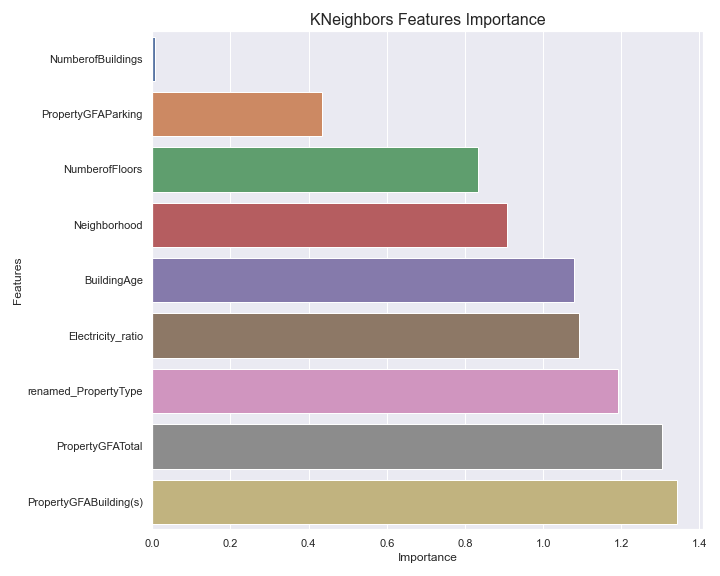 KNeighbors Features Importance
Features
NumberofBuildings
PropertyGFAParking
NumberofFloors
Neighborhood
BuildingAge
Electricity_ratio
renamed_PropertyType
PropertyGFATotal
PropertyGFABuilding(s)
0.0 0.2 0.4 0.6 0.8 1.0 1.2 1.4
Importance